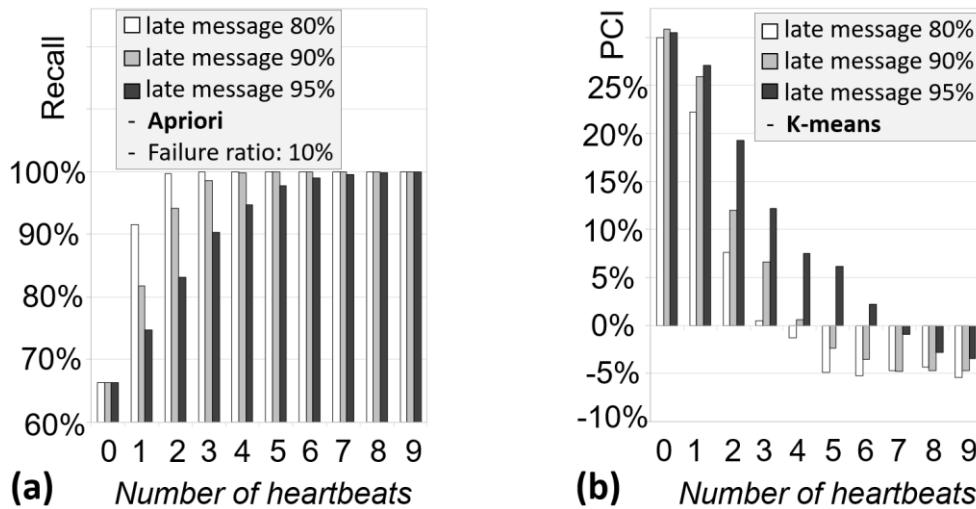 Recall
late message 80%
late message 90%
late message 95%
- Apriori
- Failure ratio: 10%
100%
90%
80%
70%
60%
0 1 2 3 4 5 6 7 8 9
(a) Number of heartbeats
PCI
late message 80%
late message 90%
late message 95%
- K-means
25%
20%
15%
10%
5%
0%
-5%
-10%
0 1 2 3 4 5 6 7 8 9
(b) Number of heartbeats